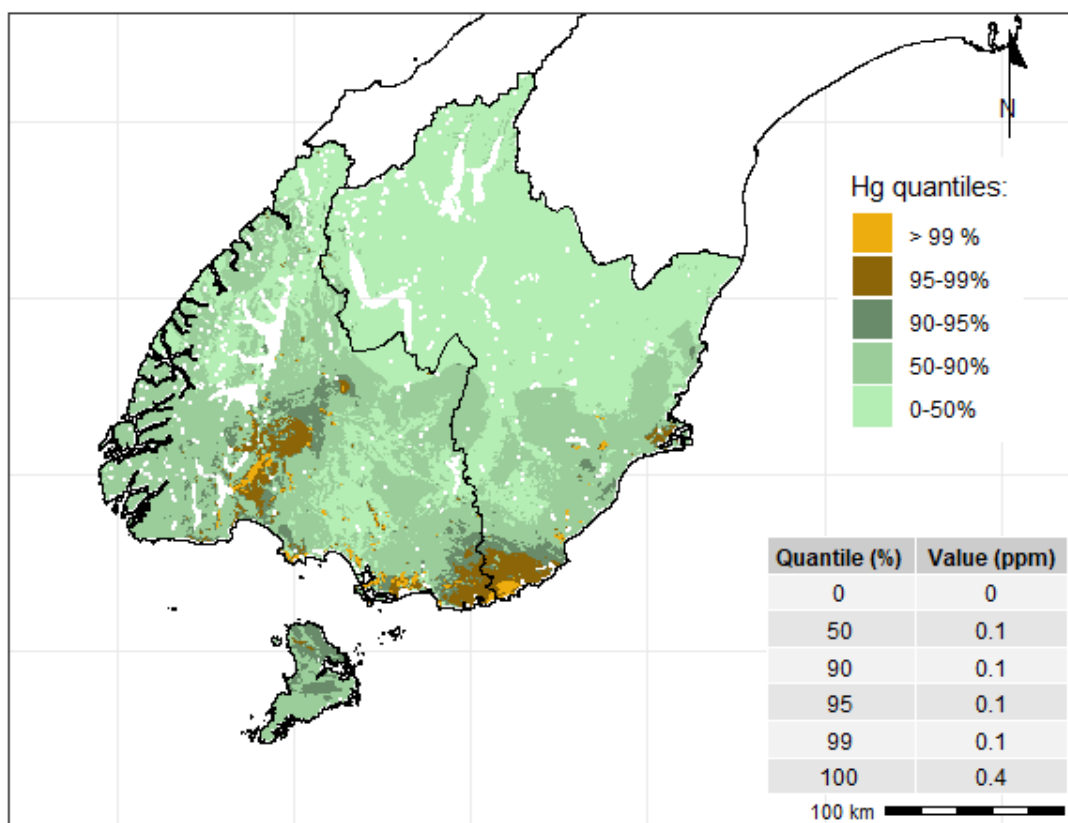 N
Hg quantiles:
> 99 %
95-99%
90-95%
50-90%
0-50%
Quantile (%) Value (ppm)
0 0
50 0.1
90 0.1
95 0.1
99 0.1
100 0.4
100 km